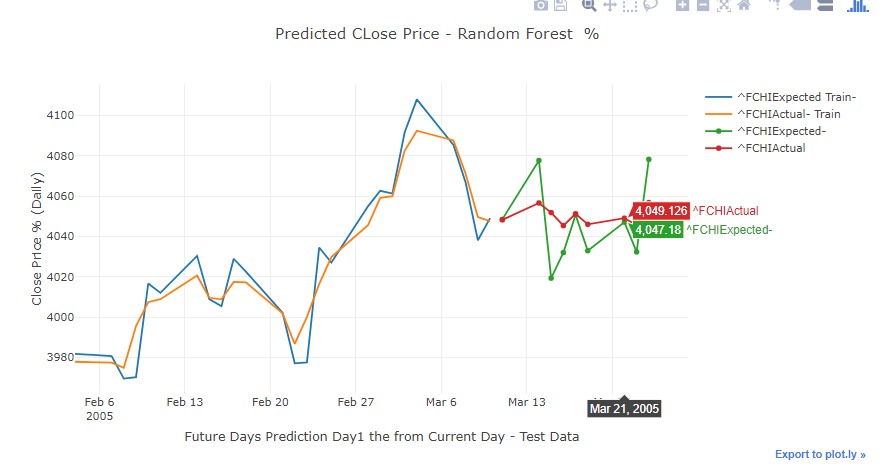 Predicted CLose Price - Random Forest %
^FCHIExpected Train-
^FCHIActual- Train
^FCHIExpected-
^FCHIActual
4100
4080
4060
4040
4020
4000
3980
Close Price % (Daily)
4,049.126 ^FCHIActual
4,047.18 ^FCHIExpected-
Feb 6 Feb 13 Feb 20 Feb 27 Mar 6 Mar 13
2005
Mar 21, 2005
Future Days Prediction Day1 the from Current Day - Test Data
Export to plot.ly »